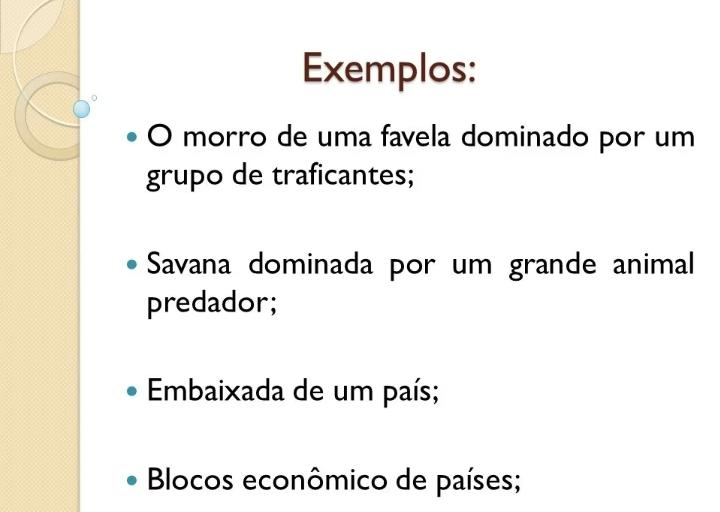 Exemplos:
• O morro de uma favela dominado por um
grupo de traficantes;
• Savana dominada por um grande animal
predador;
• Embaixada de um país;
• Blocos econômico de países;